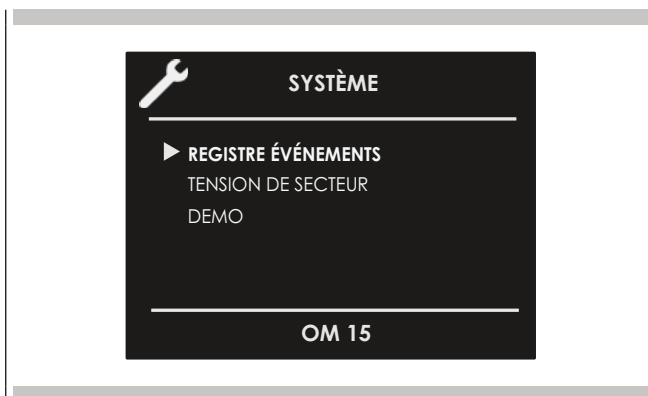 SYSTÈME
REGISTRE ÉVÉNEMENTS
TENSION DE SECTEUR
DEMO
OM 15